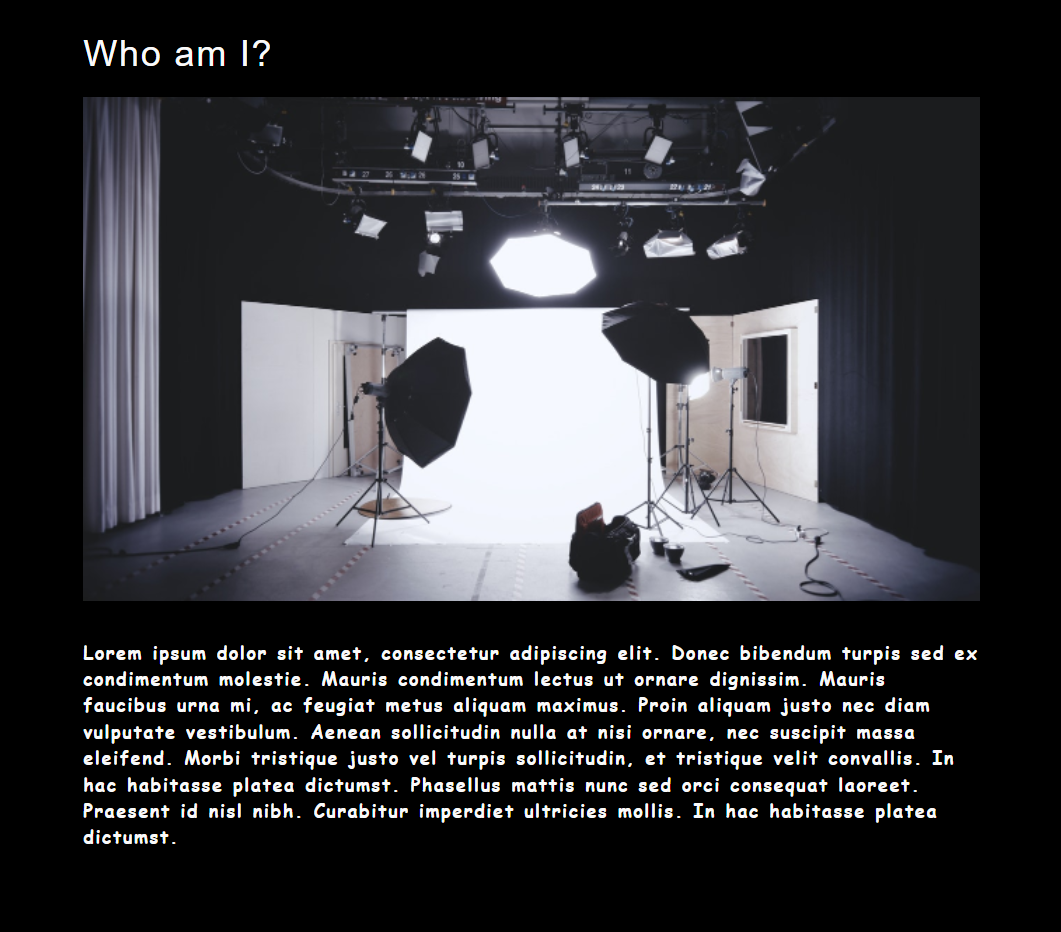 Who am I?
10
11
Lorem ipsum dolor sit amet, consectetur adipiscing elit. Donec bibendum turpis sed ex
condimentum molestie. Mauris condimentum lectus ut ornare dignissim. Mauris
faucibus urna mi, ac feugiat metus aliquam maximus. Proin aliquam justo nec diam
vulputate vestibulum. Aenean sollicitudin nulla at nisi ornare, nec suscipit massa
eleifend. Morbi tristique justo vel turpis sollicitudin, et tristique velit convallis. In
hac habitasse platea dictumst. Phasellus mattis nunc sed orci consequat laoreet.
Praesent id nisl nibh. Curabitur imperdiet ultricies mollis. In hac habitasse platea
dictumst.